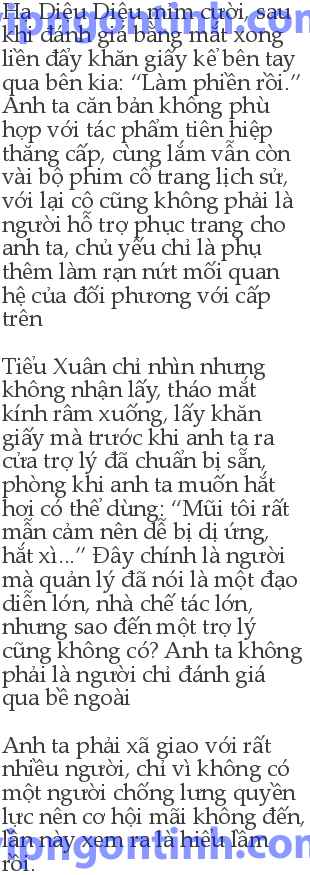 Hạ Diệu Diệu mỉm cười, sau
khi đánh giá bằng mắt xong
liền đẩy khăn giấy kề bên tay
qua bên kia: “Làm phiền rồi.”
Anh ta căn bản không phù
hợp với tác phẩm tiên hiệp
thăng cấp, cùng lắm vẫn còn
vài bộ phim cổ trang lịch sử,
với lại cô cũng không phải là
người hỗ trợ phục trang cho
anh ta, chủ yếu chỉ là phụ
thêm làm rạn nứt mối quan
hệ của đối phương với cấp
trên
Tiểu Xuân chỉ nhìn nhưng
không nhận lấy, tháo mắt
kính râm xuống, lấy khăn
giấy mà trước khi anh ta ra
cửa trợ lý đã chuẩn bị sẵn,
phòng khi anh ta muốn hắt
hơi có thể dùng: “Mũi tôi rất
mẫn cảm nên dễ bị dị ứng,
hắt xì...” Đây chính là người
mà quản lý đã nói là một đạo
diễn lớn, nhà chế tác lớn,
nhưng sao đến một trợ lý
cũng không có? Anh ta không
phải là người chỉ đánh giá
qua bề ngoài
Anh ta phải xã giao với rất
nhiều người, chỉ vì không có
một người chống lưng quyền
lực nên cơ hội mãi không đến,
lần này xem ra là hiểu lầm
rồi.